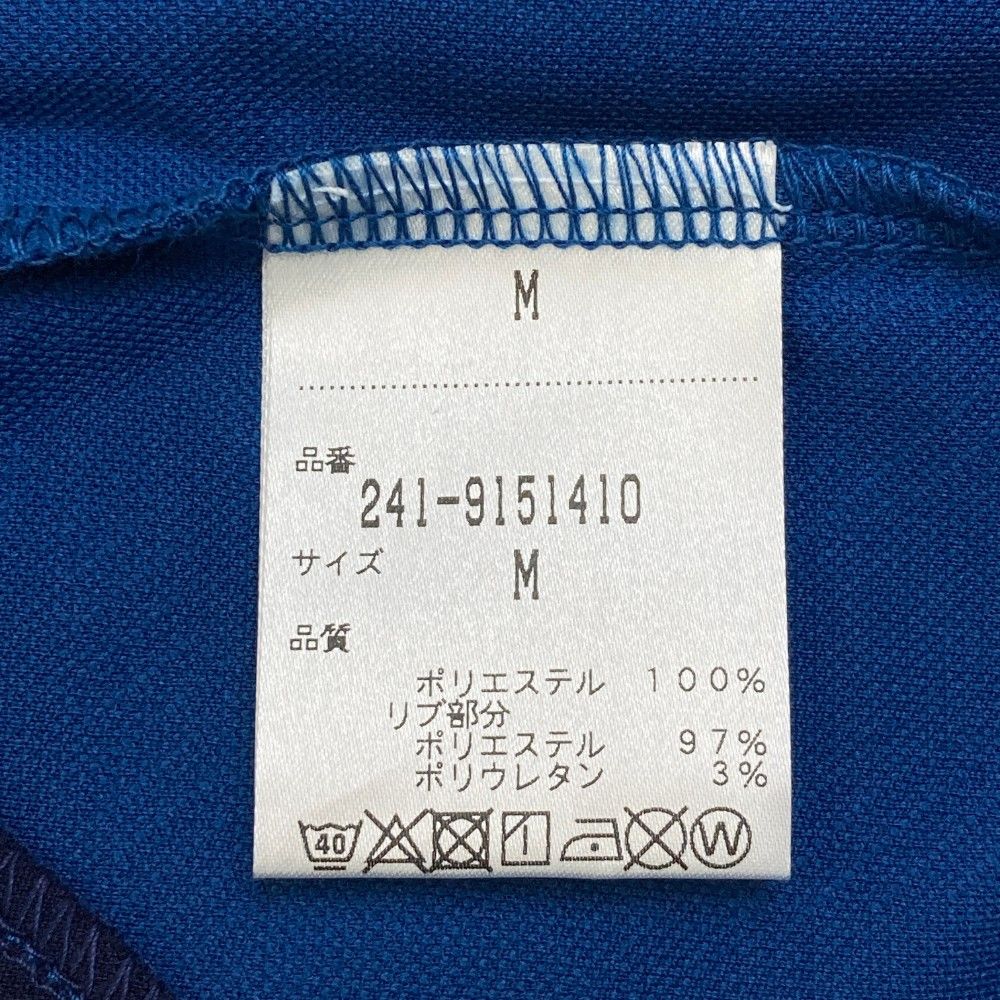 M
品番
241-9151410
サイズ M
品質
ポリエステル 100%
リブ部分
ポリエステル 97%
ポリウレタン 3%
40 W